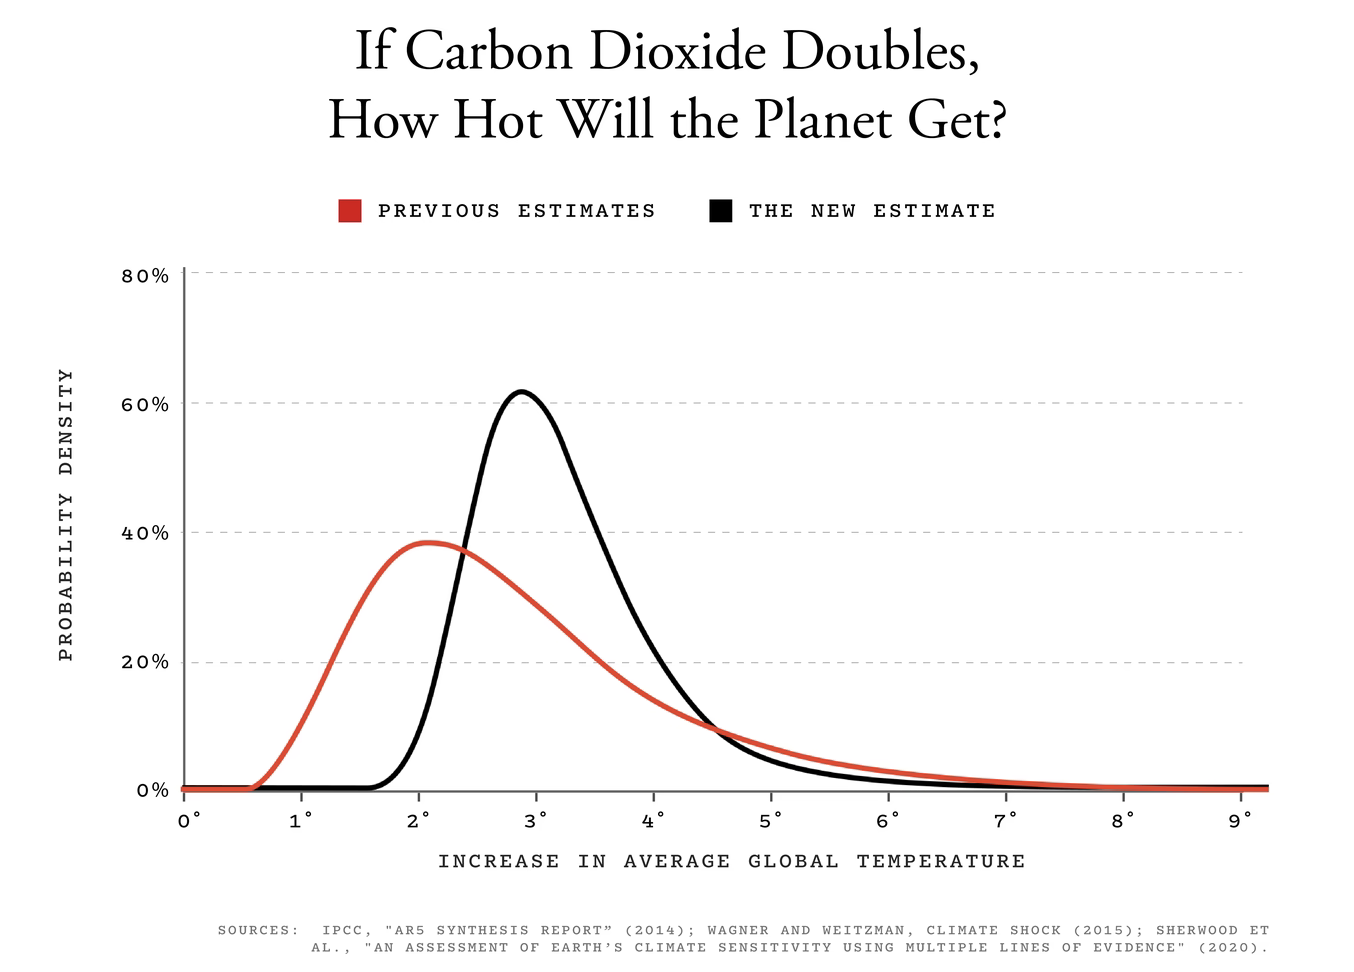 If Carbon Dioxide Doubles,
How Hot Will the Planet Get?
PREVIOUS ESTIMATES
THE NEW ESTIMATE
PROBABILITY DENSITY
80%
60%
40%
20%
0%
0° 1° 2° 3° 4° 5° 6° 7° 8° 9°
INCREASE IN AVERAGE GLOBAL TEMPERATURE
SOURCES: IPCC, "AR5 SYNTHESIS REPORT” (2014); WAGNER AND WEITZMAN, CLIMATE SHOCK (2015); SHERWOOD ET
AL., "AN ASSESSMENT OF EARTH’S CLIMATE SENSITIVITY USING MULTIPLE LINES OF EVIDENCE" (2020).